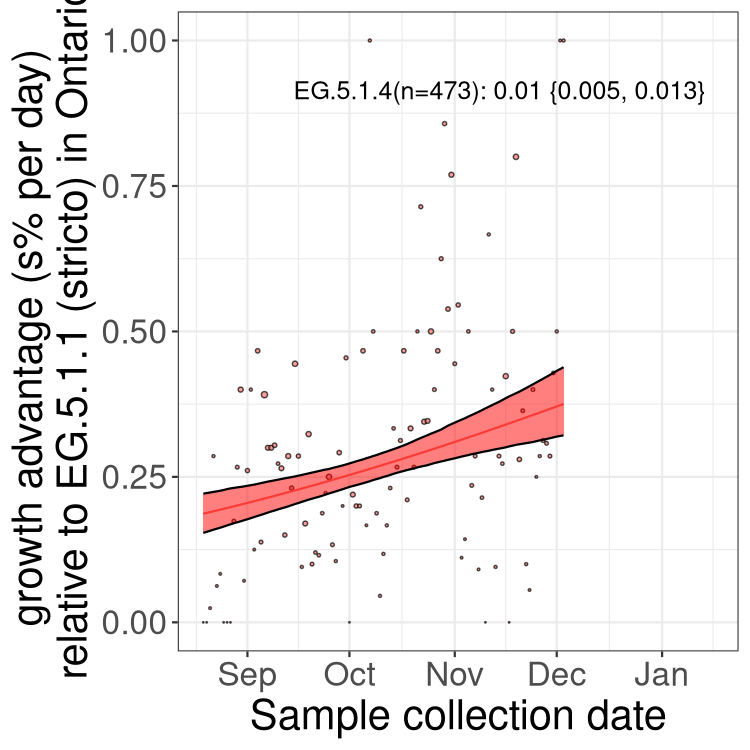 growth advantage (s% per day)
relative to EG.5.1.1 (stricto) in Ontario
1.00
0.75
0.50
0.25
0.00
EG.5.1.4(n=473): 0.01 {0.005, 0.013}
Sep Oct Nov Dec Jan
Sample collection date